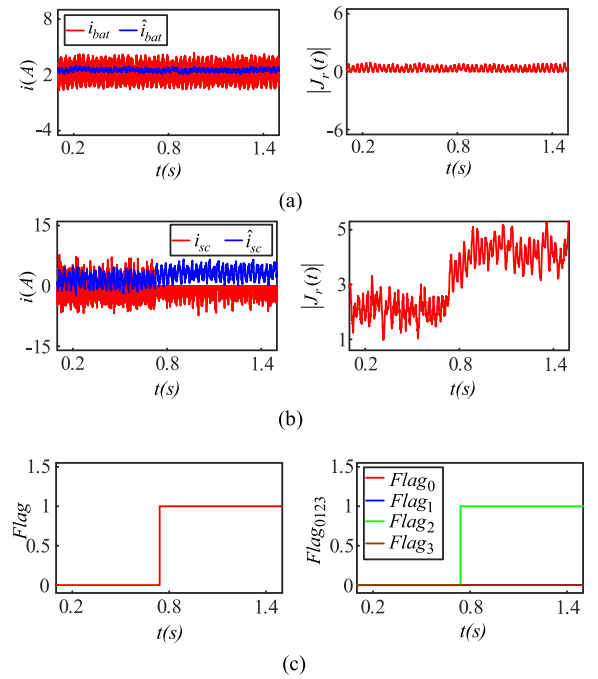 8
2
-4
i(A)
i_bat î_bat
0.2 0.8 1.4
t(s)
6
0
-6
|J_r(t)|
0.2 0.8 1.4
t(s)
(a)
15
0
-15
i(A)
i_sc î_sc
0.2 0.8 1.4
t(s)
5
3
1
|J_r(t)|
0.2 0.8 1.4
t(s)
(b)
1.5
1
0.5
0
Flag
0.2 0.8 1.4
t(s)
1.5
1
0.5
0
Flag_0123
Flag_0
Flag_1
Flag_2
Flag_3
0.2 0.8 1.4
t(s)
(c)